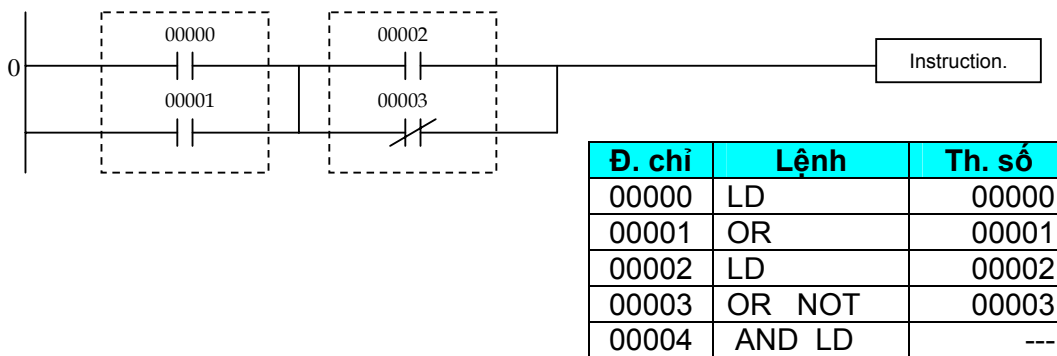 00000 00002
0 Instruction.
00001 00003
Đ. chỉ Lệnh Th. số
00000 LD 00000
00001 OR 00001
00002 LD 00002
00003 OR NOT 00003
00004 AND LD ---